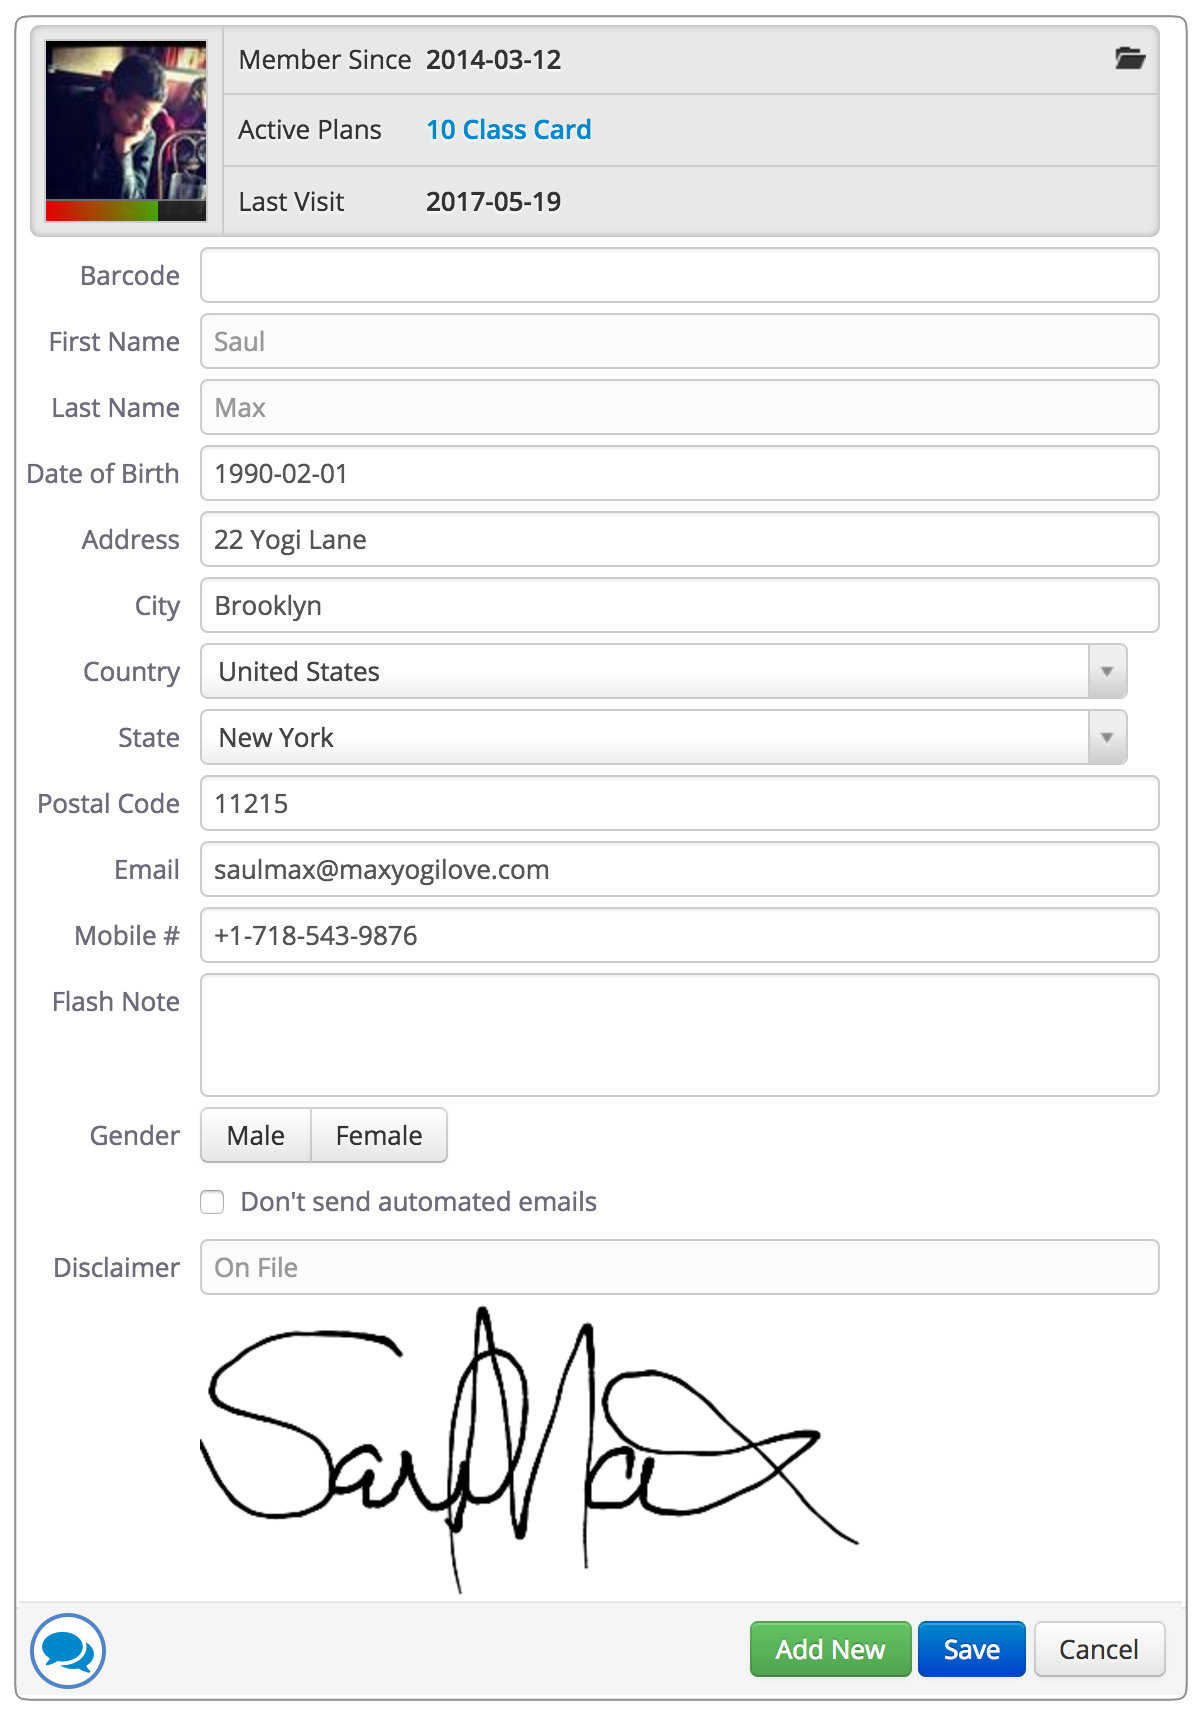 Member Since 2014-03-12
Active Plans 10 Class Card
Last Visit 2017-05-19
Barcode
First Name Saul
Last Name Max
Date of Birth 1990-02-01
Address 22 Yogi Lane
City Brooklyn
Country United States
State New York
Postal Code 11215
Email saulmax@maxyogilove.com
Mobile # +1-718-543-9876
Flash Note
Gender Male Female
Don't send automated emails
Disclaimer On File
Saul Max
Add New Save Cancel